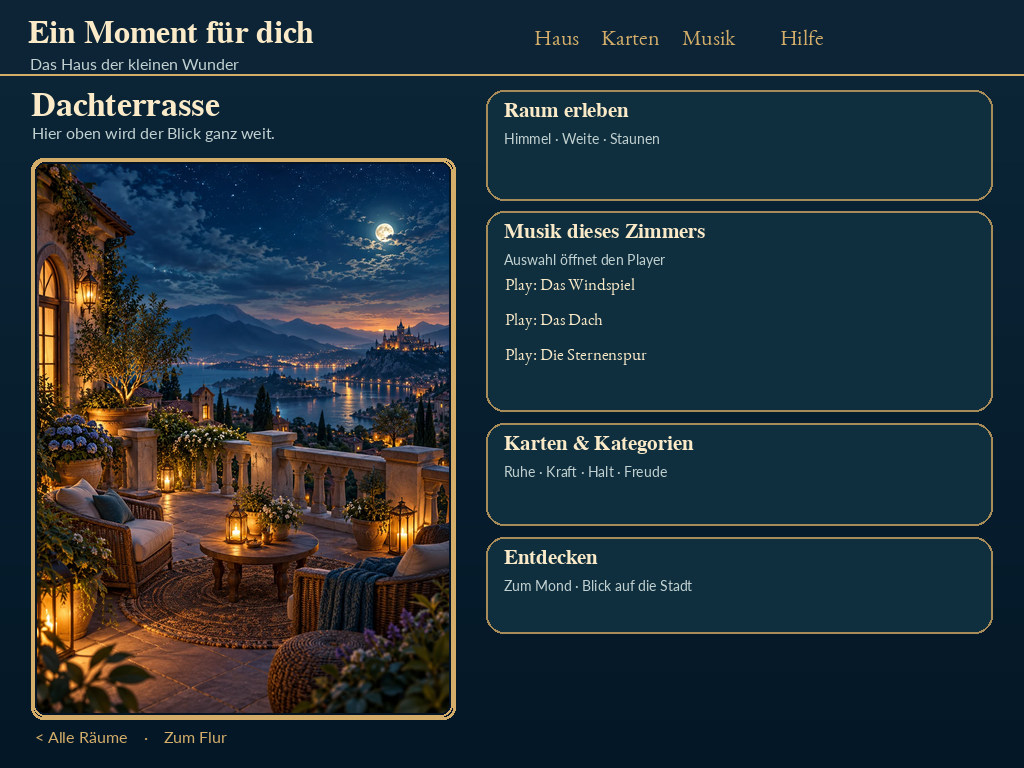 Ein Moment für dich
Das Haus der kleinen Wunder
Haus Karten Musik Hilfe
Dachterrasse
Hier oben wird der Blick ganz weit.
< Alle Räume · Zum Flur
Raum erleben
Himmel · Weite · Staunen
Musik dieses Zimmers
Auswahl öffnet den Player
Play: Das Windspiel
Play: Das Dach
Play: Die Sternenspur
Karten & Kategorien
Ruhe · Kraft · Halt · Freude
Entdecken
Zum Mond · Blick auf die Stadt